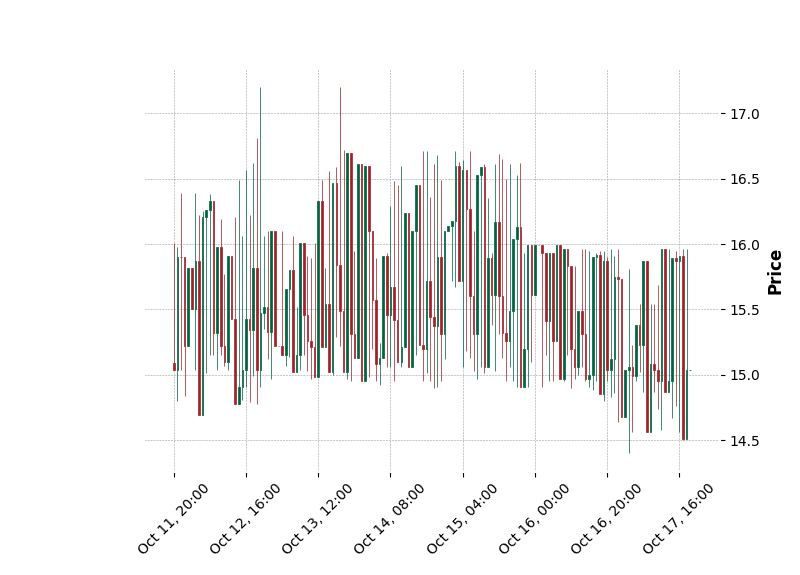 17.0
16.5
16.0
15.5
15.0
14.5
Price
Oct 11, 20:00
Oct 12, 16:00
Oct 13, 12:00
Oct 14, 08:00
Oct 15, 04:00
Oct 16, 00:00
Oct 16, 20:00
Oct 17, 16:00